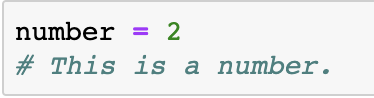 number = 2
# This is a number.